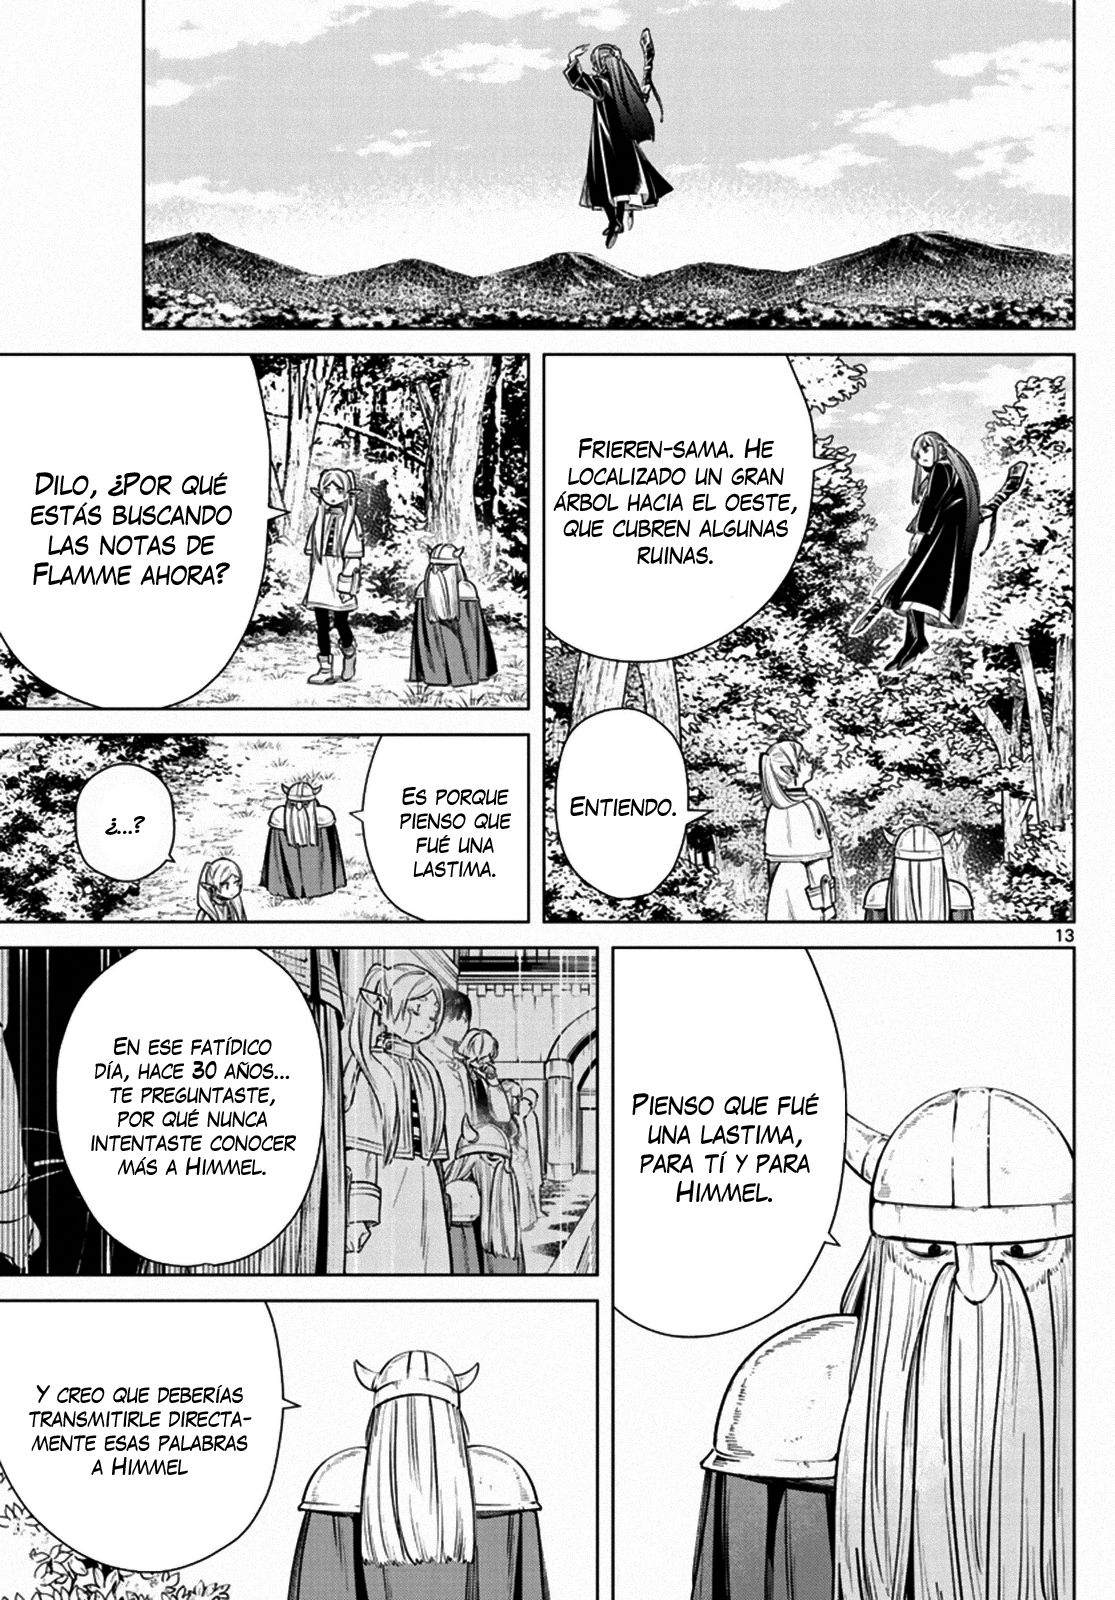 FRIEREN-SAMA. HE
LOCALIZADO UN GRAN
ÁRBOL HACIA EL OESTE,
QUE CUBREN ALGUNAS
RUINAS.
ENTIENDO.
DILO, ¿POR QUÉ
ESTÁS BUSCANDO
LAS NOTAS DE
FLAMME AHORA?
ES PORQUE
PIENSO QUE
FUÉ UNA
LASTIMA.
¿...?
13
PIENSO QUE FUÉ
UNA LASTIMA,
PARA TÍ Y PARA
HIMMEL.
EN ESE FATÍDICO
DÍA, HACE 30 AÑOS...
TE PREGUNTASTE,
POR QUÉ NUNCA
INTENTASTE CONOCER
MÁS A HIMMEL.
Y CREO QUE DEBERÍAS
TRANSMITIRLE DIRECTA-
MENTE ESAS PALABRAS
A HIMMEL